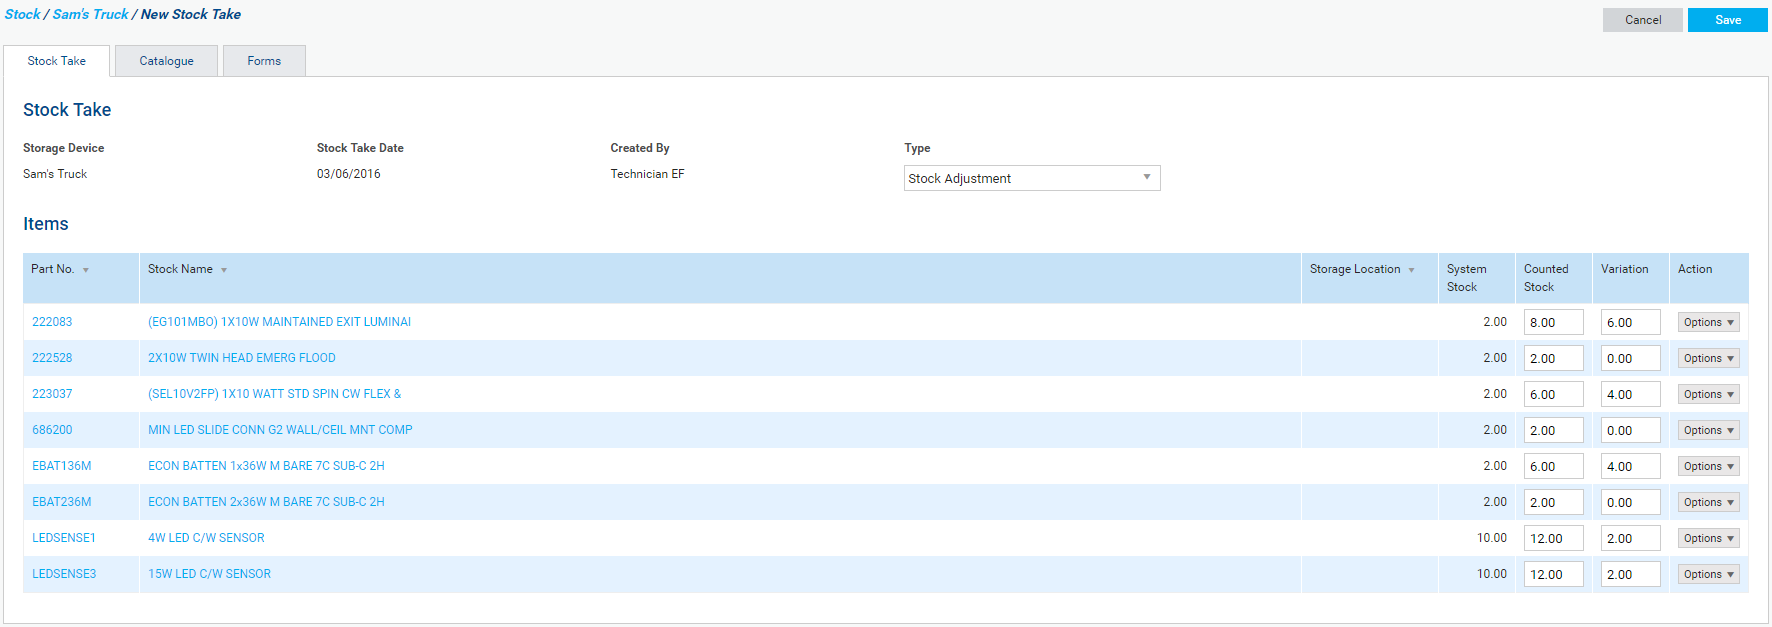 Stock / Sam's Truck / New Stock Take
Cancel Save
Stock Take Catalogue Forms
Stock Take
Storage Device Stock Take Date Created By Type
Sam's Truck 03/06/2016 Technician EF Stock Adjustment
Items
Part No. Stock Name Storage Location System Stock Counted Stock Variation Action
222083 (EG101MBO) 1X10W MAINTAINED EXIT LUMINAI 2.00 8.00 6.00 Options
222528 2X10W TWIN HEAD EMERG FLOOD 2.00 2.00 0.00 Options
223037 (SEL10V2FP) 1X10 WATT STD SPIN CW FLEX & 2.00 6.00 4.00 Options
686200 MIN LED SLIDE CONN G2 WALL/CEIL MNT COMP 2.00 2.00 0.00 Options
EBAT136M ECON BATTEN 1x36W M BARE 7C SUB-C 2H 2.00 6.00 4.00 Options
EBAT236M ECON BATTEN 2x36W M BARE 7C SUB-C 2H 2.00 2.00 0.00 Options
LEDSENSE1 4W LED C/W SENSOR 10.00 12.00 2.00 Options
LEDSENSE3 15W LED C/W SENSOR 10.00 12.00 2.00 Options